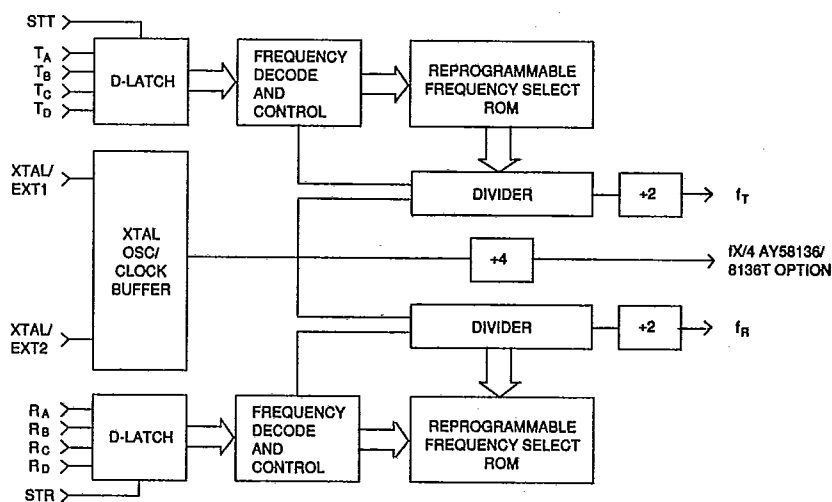 STT
TA
TB
TC
TD
D-LATCH
FREQUENCY
DECODE
AND
CONTROL
REPROGRAMMABLE
FREQUENCY SELECT
ROM
XTAL/
EXT1
XTAL
OSC/
CLOCK
BUFFER
XTAL/
EXT2
DIVIDER
÷2
fT
÷4
fX/4 AY58136/
8136T OPTION
DIVIDER
÷2
fR
RA
RB
RC
RD
STR
D-LATCH
FREQUENCY
DECODE
AND
CONTROL
REPROGRAMMABLE
FREQUENCY SELECT
ROM